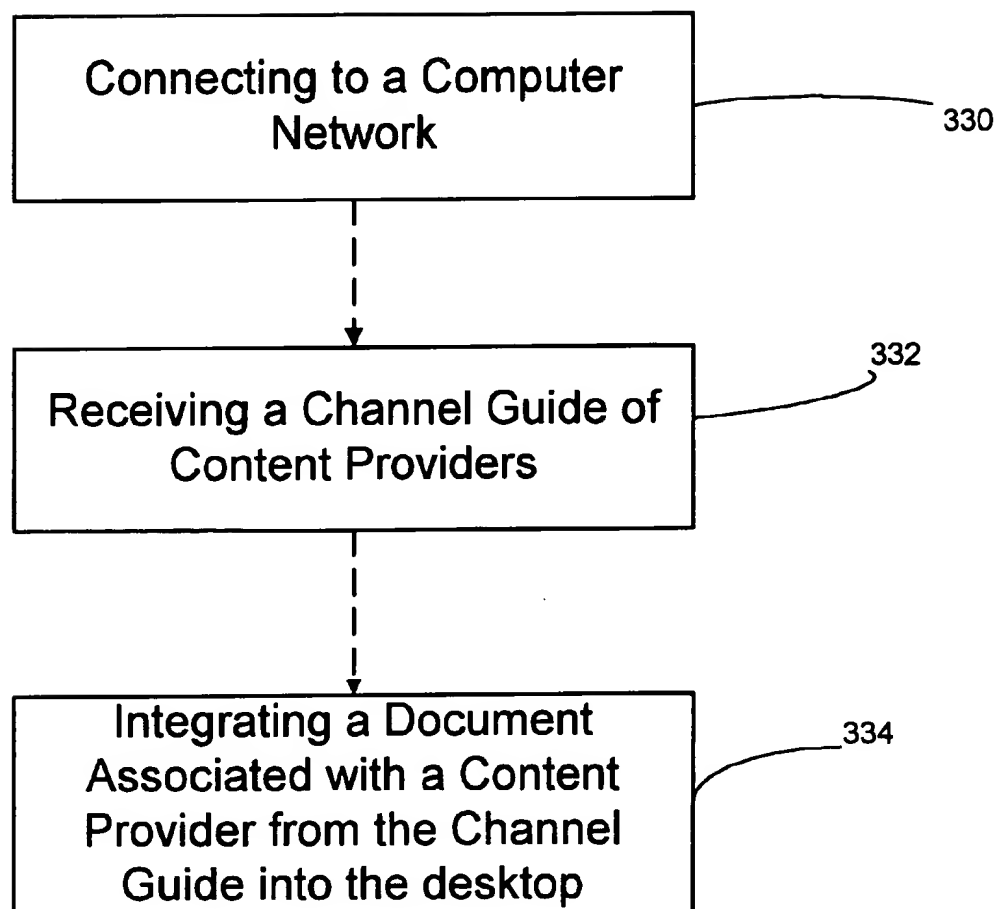 Connecting to a Computer
Network
330
332
Receiving a Channel Guide of
Content Providers
Integrating a Document
Associated with a Content
Provider from the Channel
Guide into the desktop
334